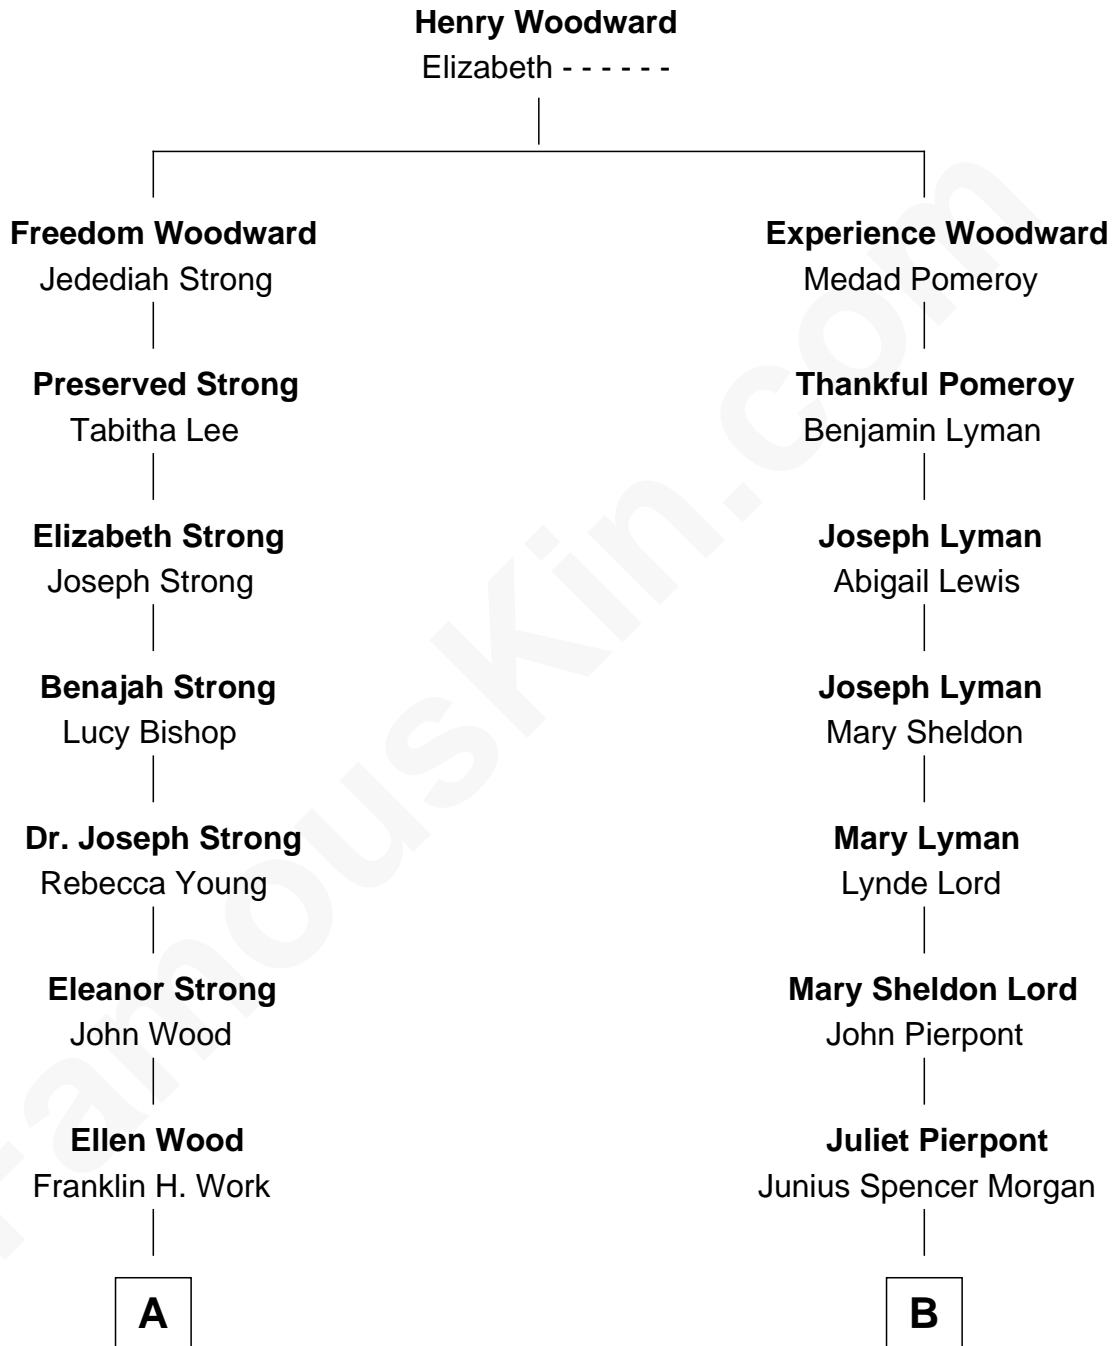 Henry Woodward
Elizabeth - - - - - -
Freedom Woodward
Jedediah Strong
Experience Woodward
Medad Pomeroy
Preserved Strong
Tabitha Lee
Thankful Pomeroy
Benjamin Lyman
Elizabeth Strong
Joseph Strong
Joseph Lyman
Abigail Lewis
Benajah Strong
Lucy Bishop
Joseph Lyman
Mary Sheldon
Dr. Joseph Strong
Rebecca Young
Mary Lyman
Lynde Lord
Eleanor Strong
John Wood
Mary Sheldon Lord
John Pierpont
Ellen Wood
Franklin H. Work
Juliet Pierpont
Junius Spencer Morgan
A
B
FamousKin.com